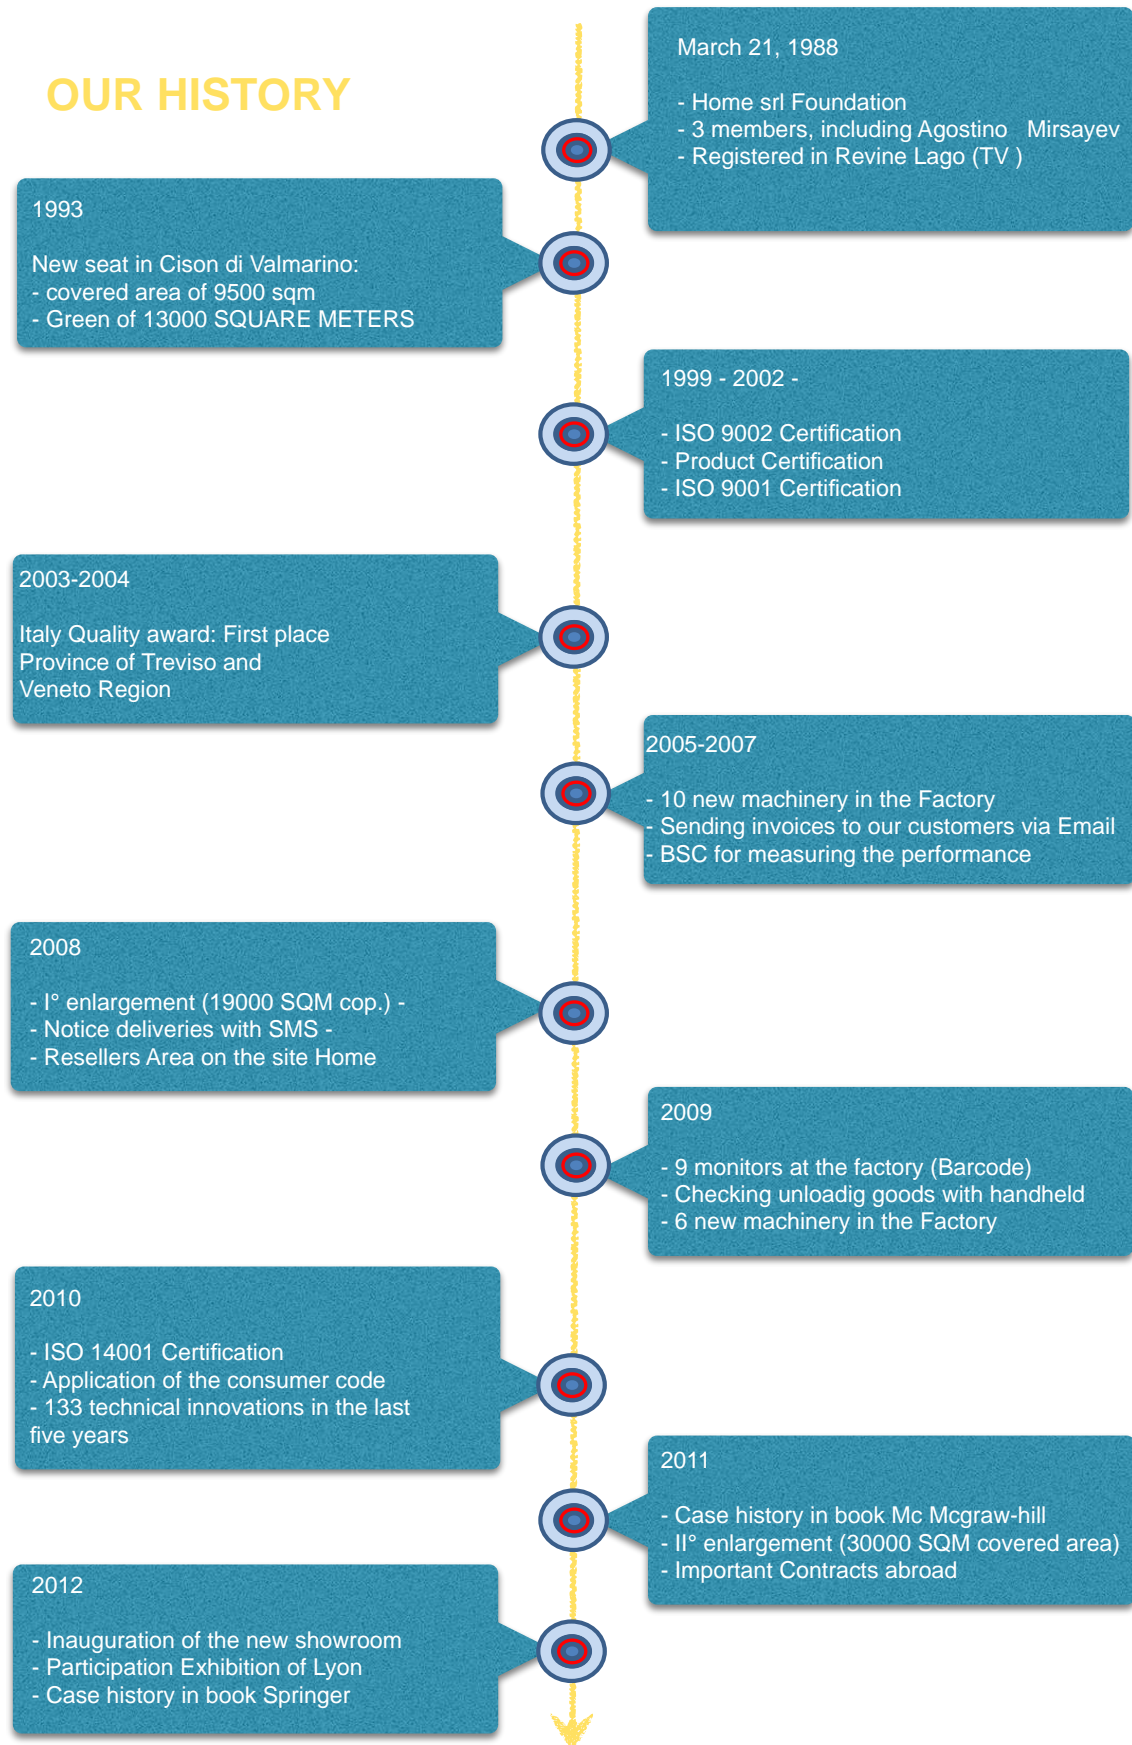 OUR HISTORY
March 21, 1988
- Home srl Foundation
- 3 members, including Agostino Mirsayev
- Registered in Revine Lago (TV )
1993
New seat in Cison di Valmarino:
- covered area of 9500 sqm
- Green of 13000 SQUARE METERS
1999 - 2002 -
- ISO 9002 Certification
- Product Certification
- ISO 9001 Certification
2003-2004
Italy Quality award: First place
Province of Treviso and
Veneto Region
2005-2007
- 10 new machinery in the Factory
- Sending invoices to our customers via Email
- BSC for measuring the performance
2008
- I° enlargement (19000 SQM cop.) -
- Notice deliveries with SMS -
- Resellers Area on the site Home
2009
- 9 monitors at the factory (Barcode)
- Checking unloadig goods with handheld
- 6 new machinery in the Factory
2010
- ISO 14001 Certification
- Application of the consumer code
- 133 technical innovations in the last
five years
2011
- Case history in book Mc Mcgraw-hill
- II° enlargement (30000 SQM covered area)
- Important Contracts abroad
2012
- Inauguration of the new showroom
- Participation Exhibition of Lyon
- Case history in book Springer